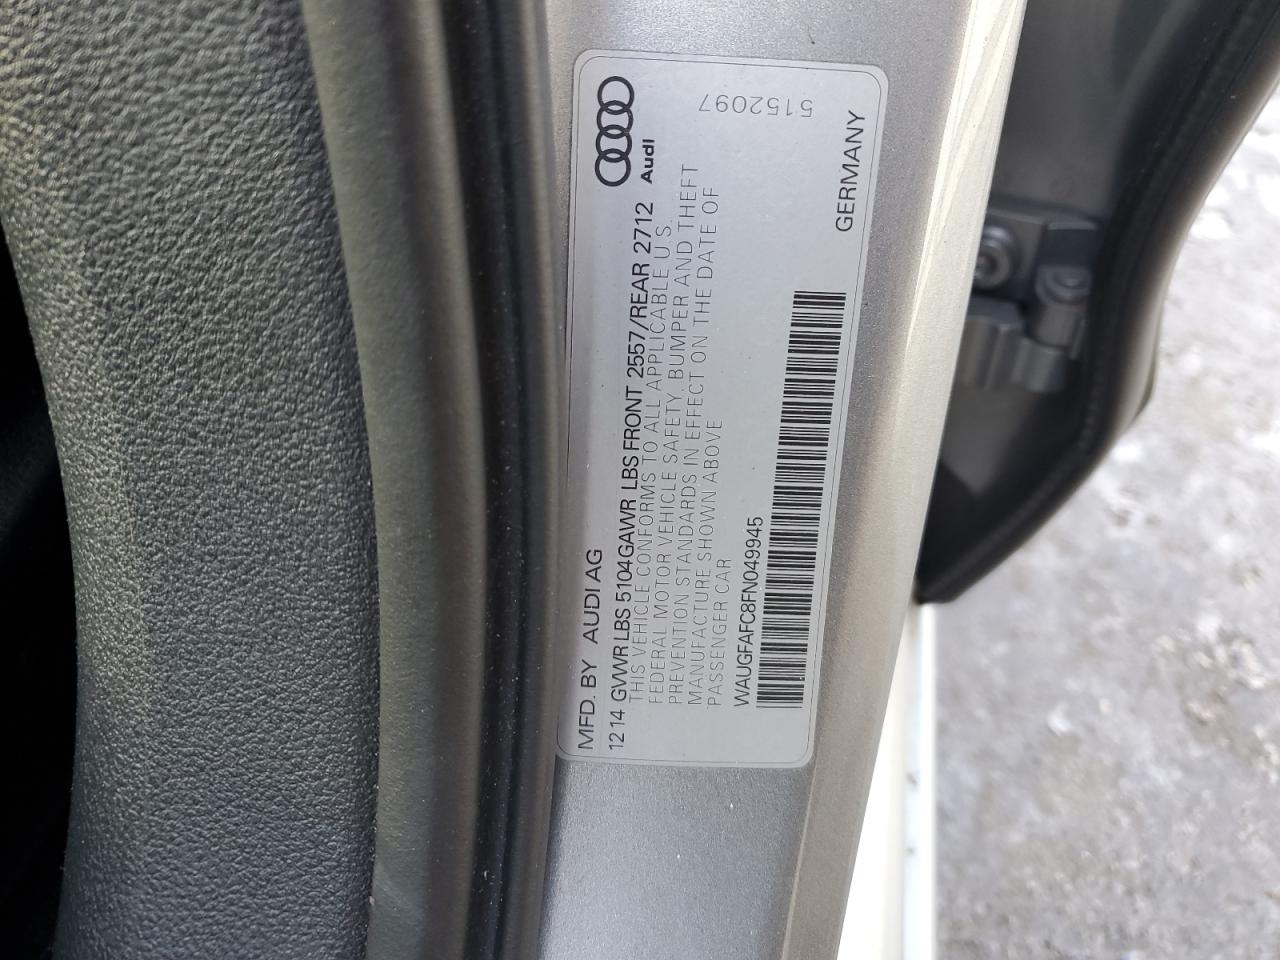 MFD. BY AUDI AG
12 14 GVWR LBS 5104 GAWR LBS FRONT 2557/REAR 2712
THIS VEHICLE CONFORMS TO ALL APPLICABLE U.S.
FEDERAL MOTOR VEHICLE SAFETY, BUMPER AND THEFT
PREVENTION STANDARDS IN EFFECT ON THE DATE OF
MANUFACTURE SHOWN ABOVE
PASSENGER CAR
WAUGFAFC8FN049945
Audi
GERMANY
5152097